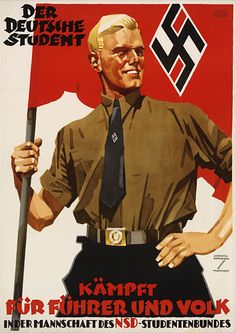 DER
DEUTSCHE
STUDENT
KÄMPFT
FÜR FÜHRER UND VOLK
IN DER MANNSCHAFT DES NSD-STUDENTENBUNDES